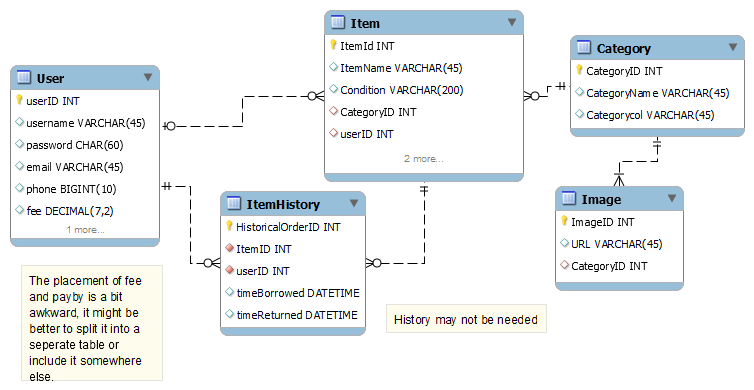 User
userID INT
username VARCHAR(45)
password CHAR(60)
email VARCHAR(45)
phone BIGINT(10)
fee DECIMAL(7,2)
1 more...
The placement of fee
and payby is a bit
awkward, it might be
better to split it into a
seperate table or
include it somewhere
else.
Item
ItemId INT
ItemName VARCHAR(45)
Condition VARCHAR(200)
CategoryID INT
userID INT
2 more...
ItemHistory
HistoricalOrderID INT
ItemID INT
userID INT
timeBorrowed DATETIME
timeReturned DATETIME
History may not be needed
Category
CategoryID INT
CategoryName VARCHAR(45)
Categorycol VARCHAR(45)
Image
ImageID INT
URL VARCHAR(45)
CategoryID INT